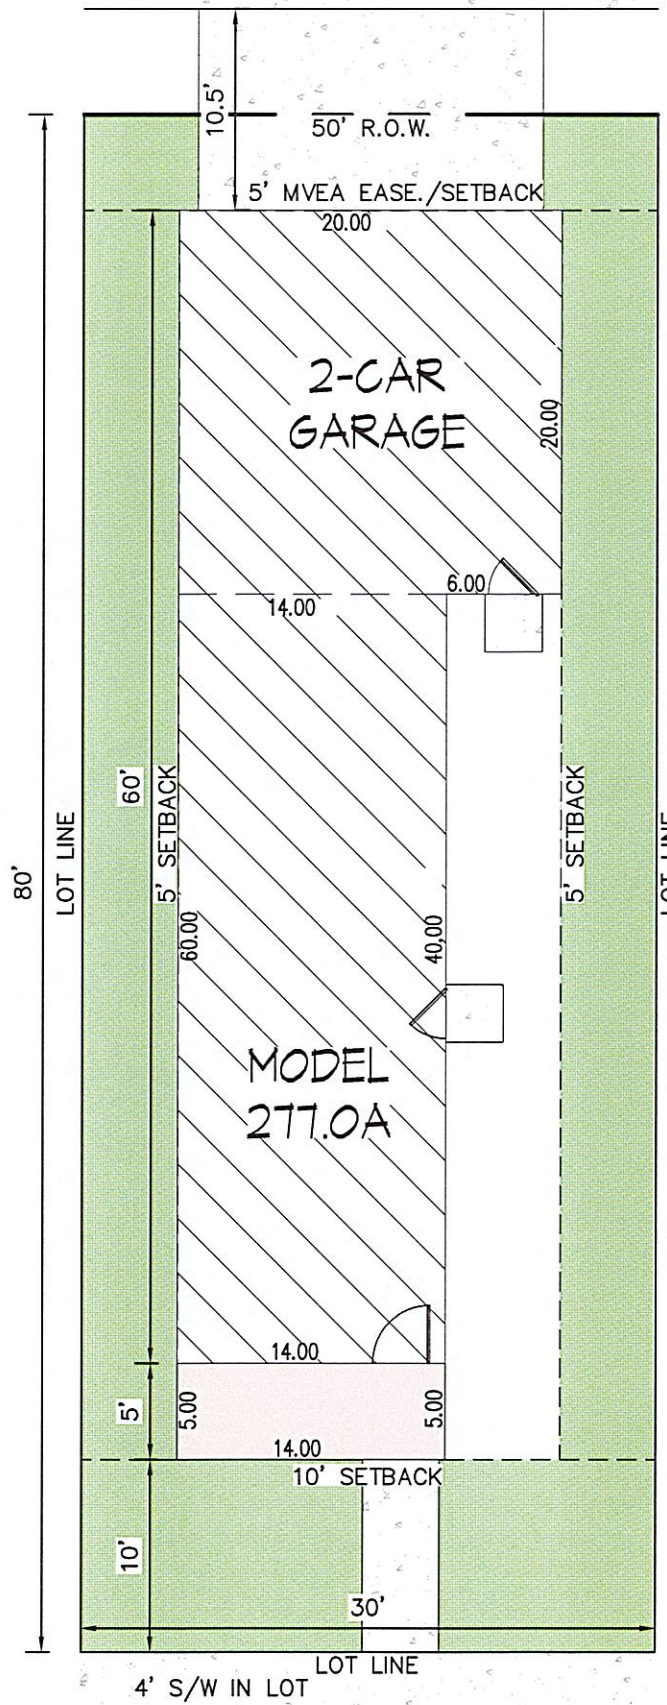 10.5'
50' R.O.W.
5' MVEA EASE./SETBACK
20.00
2-CAR
GARAGE
20.00
6.00
14.00
60'
5' SETBACK
5' SETBACK
80'
LOT LINE
LOT LINE
60.00
40.00
MODEL
277.0A
14.00
5'
5.00
5.00
14.00
10' SETBACK
10'
30'
LOT LINE
4' S/W IN LOT